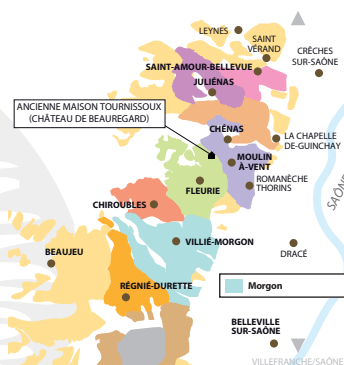 LEYNES
SAINT
VÉRAND
CRÊCHES
SUR-SAÔNE
SAINT-AMOUR-BELLEVUE
JULIÉNAS
ANCIENNE MAISON TOURNISSOUX
(CHÂTEAU DE BEAUREGARD)
CHÉNAS
LA CHAPELLE
DE-GUINCHAY
MOULIN
À-VENT
ROMANÈCHE
THORINS
FLEURIE
SAÔNE
CHIROUBLES
VILLIÉ-MORGON
DRACÉ
BEAUJEU
RÉGNIÉ-DURETTE
Morgon
BELLEVILLE
SUR-SAÔNE
VILLEFRANCHE/SAÔNE